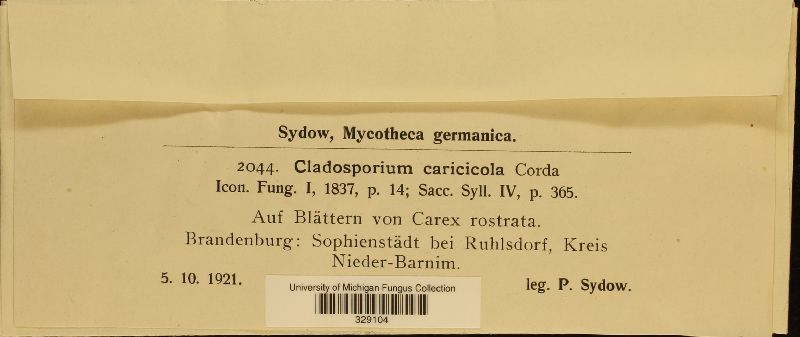 Sydow, Mycotheca germanica.
2044. Cladosporium caricicola Corda
Icon. Fung. I, 1837, p. 14; Sacc. Syll. IV, p. 365.
Auf Blättern von Carex rostrata.
Brandenburg: Sophienstädt bei Ruhlsdorf, Kreis
Nieder-Barnim.
5. 10. 1921.
leg. P. Sydow.
University of Michigan Fungus Collection
329104